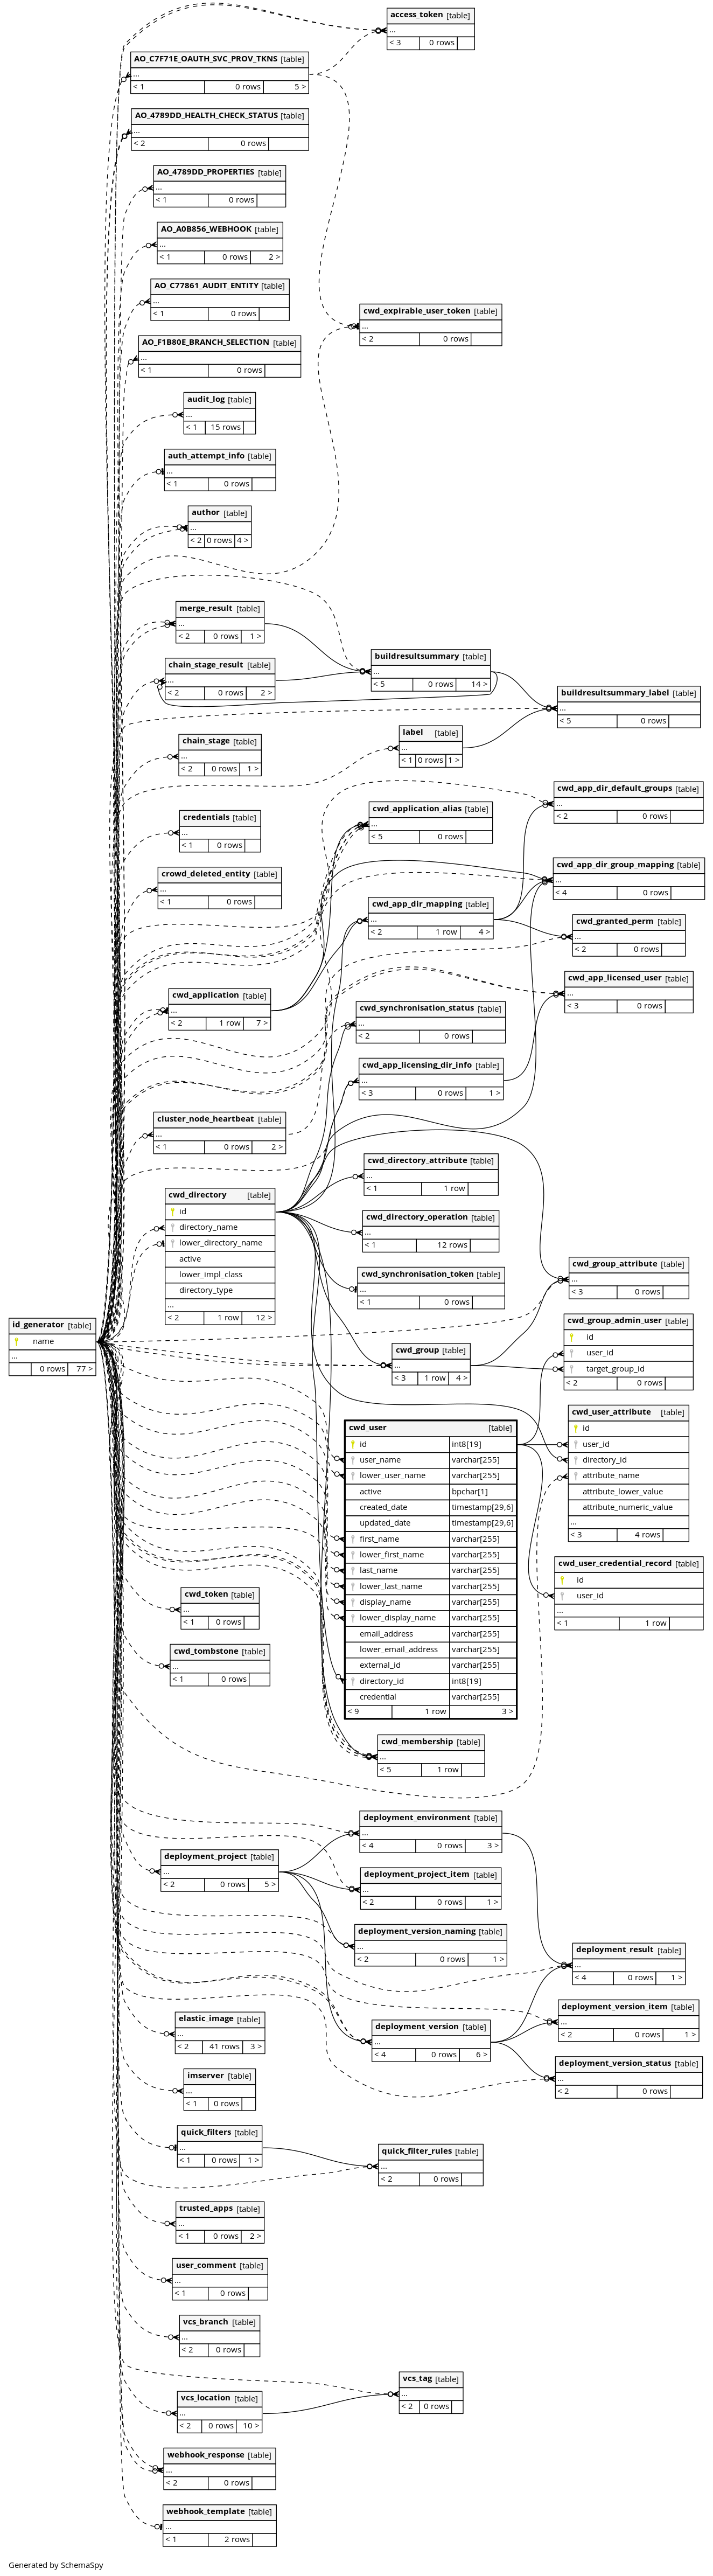 access_token [table]
...
< 3 0 rows
AO_C7F71E_OAUTH_SVC_PROV_TKNS [table]
...
< 1 0 rows 5 >
AO_4789DD_HEALTH_CHECK_STATUS [table]
...
< 2 0 rows
AO_4789DD_PROPERTIES [table]
...
< 1 0 rows
AO_A0B856_WEBHOOK [table]
...
< 1 0 rows 2 >
AO_C77861_AUDIT_ENTITY [table]
...
< 1 0 rows
cwd_expirable_user_token [table]
...
< 2 0 rows
AO_F1B80E_BRANCH_SELECTION [table]
...
< 1 0 rows
audit_log [table]
...
< 1 15 rows
auth_attempt_info [table]
...
< 1 0 rows
author [table]
...
< 2 0 rows 4 >
merge_result [table]
...
< 2 0 rows 1 >
buildresultsummary [table]
...
< 5 0 rows 14 >
chain_stage_result [table]
...
< 2 0 rows 2 >
buildresultsummary_label [table]
...
< 5 0 rows
label [table]
...
< 1 0 rows 1 >
chain_stage [table]
...
< 2 0 rows 1 >
cwd_app_dir_default_groups [table]
...
< 2 0 rows
cwd_application_alias [table]
...
< 5 0 rows
credentials [table]
...
< 1 0 rows
cwd_app_dir_group_mapping [table]
...
< 4 0 rows
crowd_deleted_entity [table]
...
< 1 0 rows
cwd_app_dir_mapping [table]
...
< 2 1 row 4 >
cwd_granted_perm [table]
...
< 2 0 rows
cwd_app_licensed_user [table]
...
< 3 0 rows
cwd_application [table]
...
< 2 1 row 7 >
cwd_synchronisation_status [table]
...
< 2 0 rows
cwd_app_licensing_dir_info [table]
...
< 3 0 rows 1 >
cluster_node_heartbeat [table]
...
< 1 0 rows 2 >
cwd_directory_attribute [table]
...
< 1 1 row
cwd_directory [table]
id
directory_name
lower_directory_name
active
lower_impl_class
directory_type
...
< 2 1 row 12 >
cwd_directory_operation [table]
...
< 1 12 rows
cwd_synchronisation_token [table]
...
< 1 0 rows
cwd_group_attribute [table]
...
< 3 0 rows
id_generator [table]
name
...
0 rows 77 >
cwd_group [table]
...
< 3 1 row 4 >
cwd_group_admin_user [table]
id
user_id
target_group_id
< 2 0 rows
cwd_user [table]
id int8[19]
user_name varchar[255]
lower_user_name varchar[255]
active bpchar[1]
created_date timestamp[29,6]
updated_date timestamp[29,6]
first_name varchar[255]
lower_first_name varchar[255]
last_name varchar[255]
lower_last_name varchar[255]
display_name varchar[255]
lower_display_name varchar[255]
email_address varchar[255]
lower_email_address varchar[255]
external_id varchar[255]
directory_id int8[19]
credential varchar[255]
< 9 1 row 3 >
cwd_user_attribute [table]
id
user_id
directory_id
attribute_name
attribute_lower_value
attribute_numeric_value
...
< 3 4 rows
cwd_user_credential_record [table]
id
user_id
...
< 1 1 row
cwd_token [table]
...
< 1 0 rows
cwd_tombstone [table]
...
< 1 0 rows
cwd_membership [table]
...
< 5 1 row
deployment_environment [table]
...
< 4 0 rows 3 >
deployment_project [table]
...
< 2 0 rows 5 >
deployment_project_item [table]
...
< 2 0 rows 1 >
deployment_version_naming [table]
...
< 2 0 rows 1 >
deployment_result [table]
...
< 4 0 rows 1 >
deployment_version_item [table]
...
< 2 0 rows 1 >
elastic_image [table]
...
< 2 41 rows 3 >
deployment_version [table]
...
< 4 0 rows 6 >
deployment_version_status [table]
...
< 2 0 rows
imserver [table]
...
< 1 0 rows
quick_filters [table]
...
< 1 0 rows 1 >
quick_filter_rules [table]
...
< 2 0 rows
trusted_apps [table]
...
< 1 0 rows 2 >
user_comment [table]
...
< 1 0 rows
vcs_branch [table]
...
< 2 0 rows
vcs_tag [table]
...
< 2 0 rows
vcs_location [table]
...
< 2 0 rows 10 >
webhook_response [table]
...
< 2 0 rows
webhook_template [table]
...
< 1 2 rows
Generated by SchemaSpy